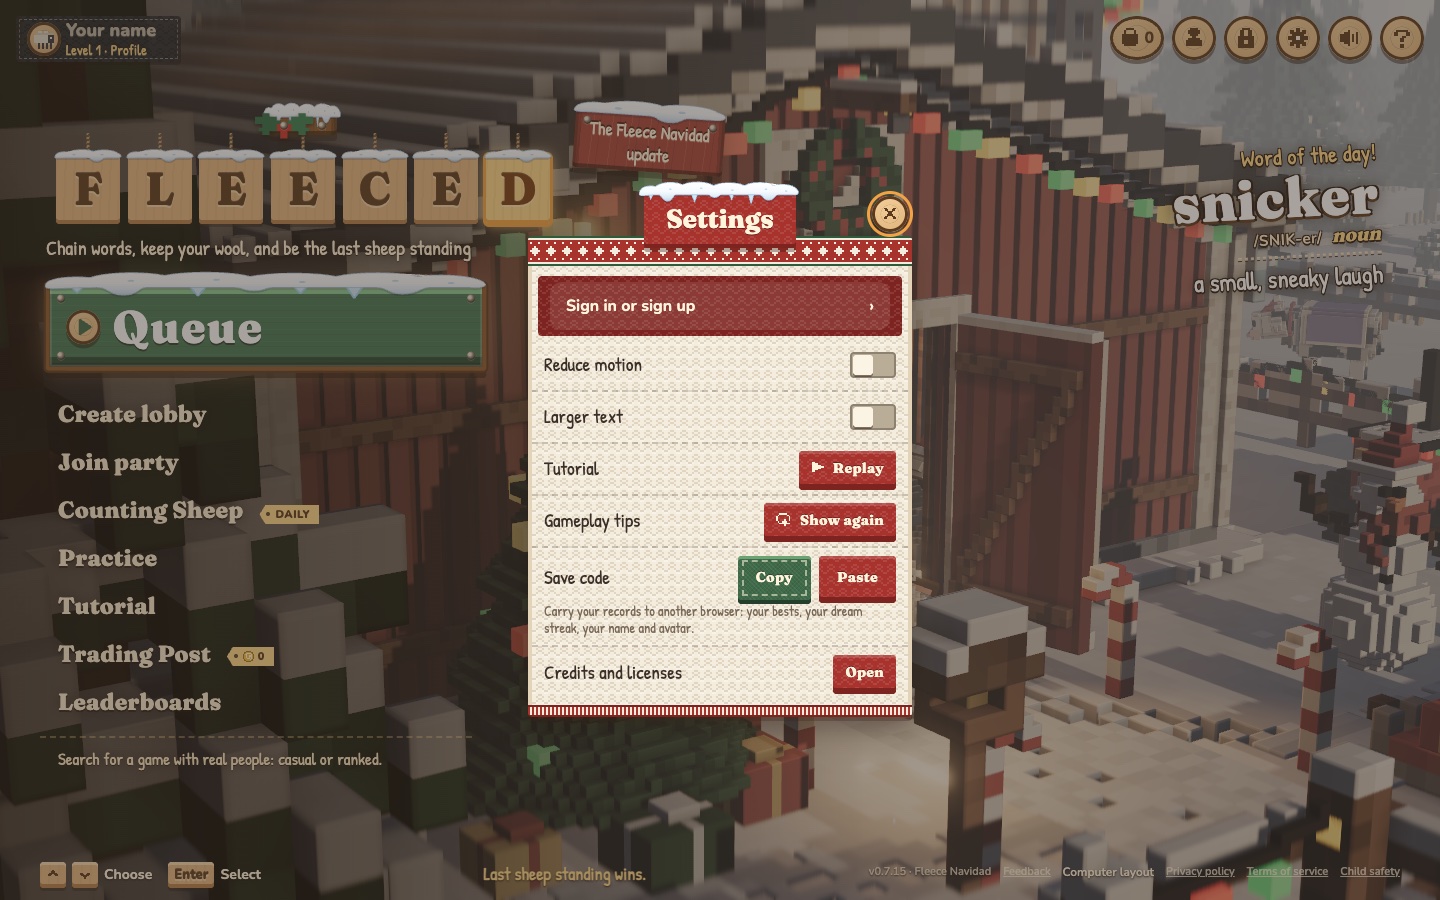 Your name
Level 1 · Profile
0
?
FLEECED
The Fleece Navidad
update
Chain words, keep your wool, and be the last sheep standing
Queue
Create lobby
Join party
Counting Sheep
DAILY
Practice
Tutorial
Trading Post
0
Leaderboards
Search for a game with real people: casual or ranked.
Settings
Sign in or sign up
Reduce motion
Larger text
Tutorial
Replay
Gameplay tips
Show again
Save code
Copy
Paste
Carry your records to another browser: your bests, your dream
streak, your name and avatar.
Credits and licenses
Open
Word of the day!
snicker
/SNIK-er/ noun
a small, sneaky laugh
Choose
Enter
Select
Last sheep standing wins.
v0.7.15 · Fleece Navidad
Feedback
Computer layout
Privacy policy
Terms of service
Child safety